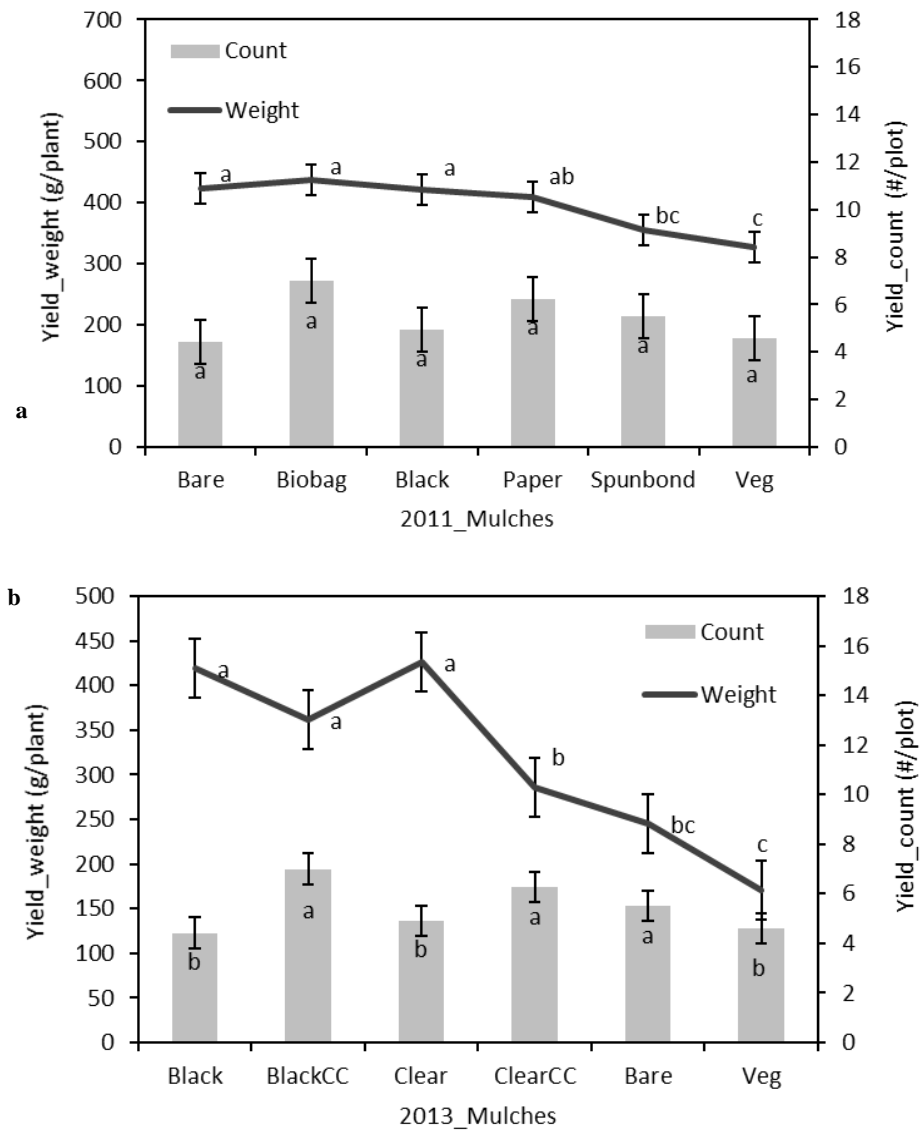 700
600
500
400
300
200
100
0
Yield_weight (g/plant)
18
16
14
12
10
8
6
4
2
0
Yield_count (#/plot)
Count
Weight
a a a ab bc c
a a a a a a
a
Bare Biobag Black Paper Spunbond Veg
2011_Mulches
b
500
450
400
350
300
250
200
150
100
50
0
Yield_weight (g/plant)
18
16
14
12
10
8
6
4
2
0
Yield_count (#/plot)
Count
Weight
a a a b bc c
b a b a a b
Black BlackCC Clear ClearCC Bare Veg
2013_Mulches